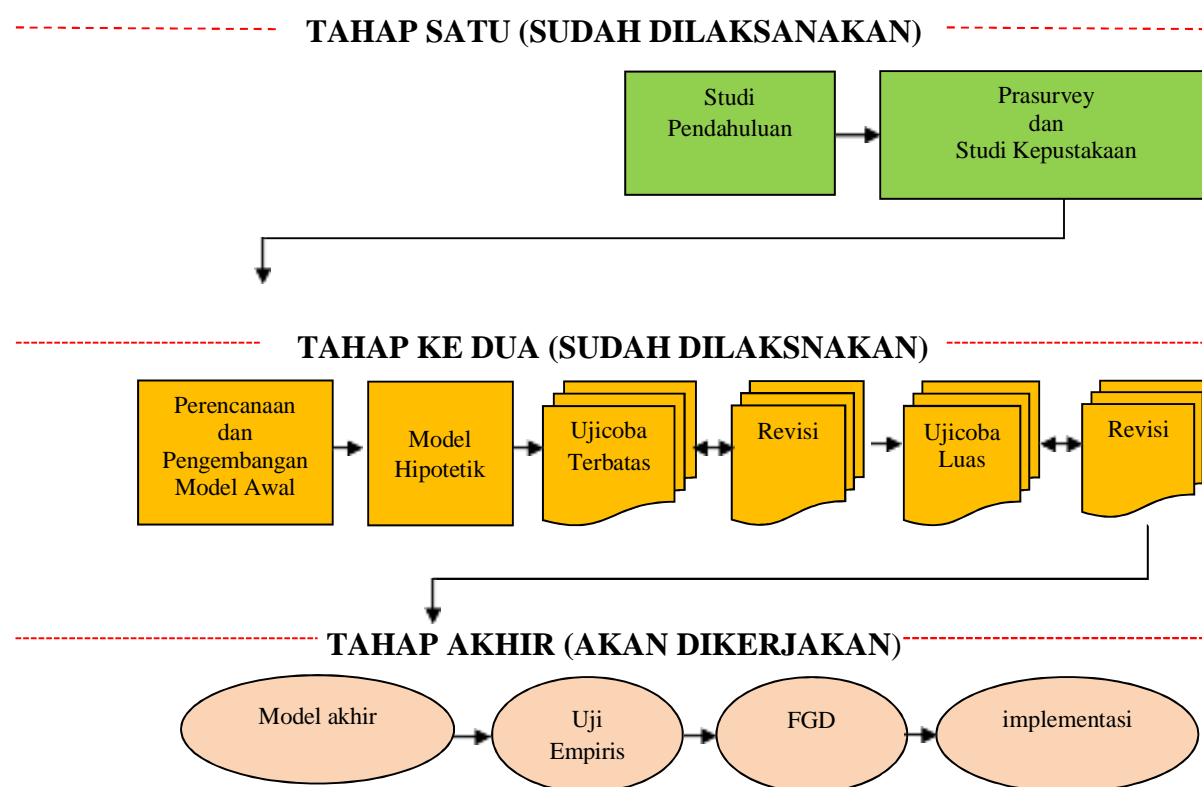 TAHAP SATU (SUDAH DILAKSANAKAN)
Studi
Pendahuluan
Prasurvey
dan
Studi Kepustakaan
TAHAP KE DUA (SUDAH DILAKSNAKAN)
Perencanaan
dan
Pengembangan
Model Awal
Model
Hipotetik
Ujicoba
Terbatas
Revisi
Ujicoba
Luas
Revisi
TAHAP AKHIR (AKAN DIKERJAKAN)
Model akhir
Uji
Empiris
FGD
implementasi